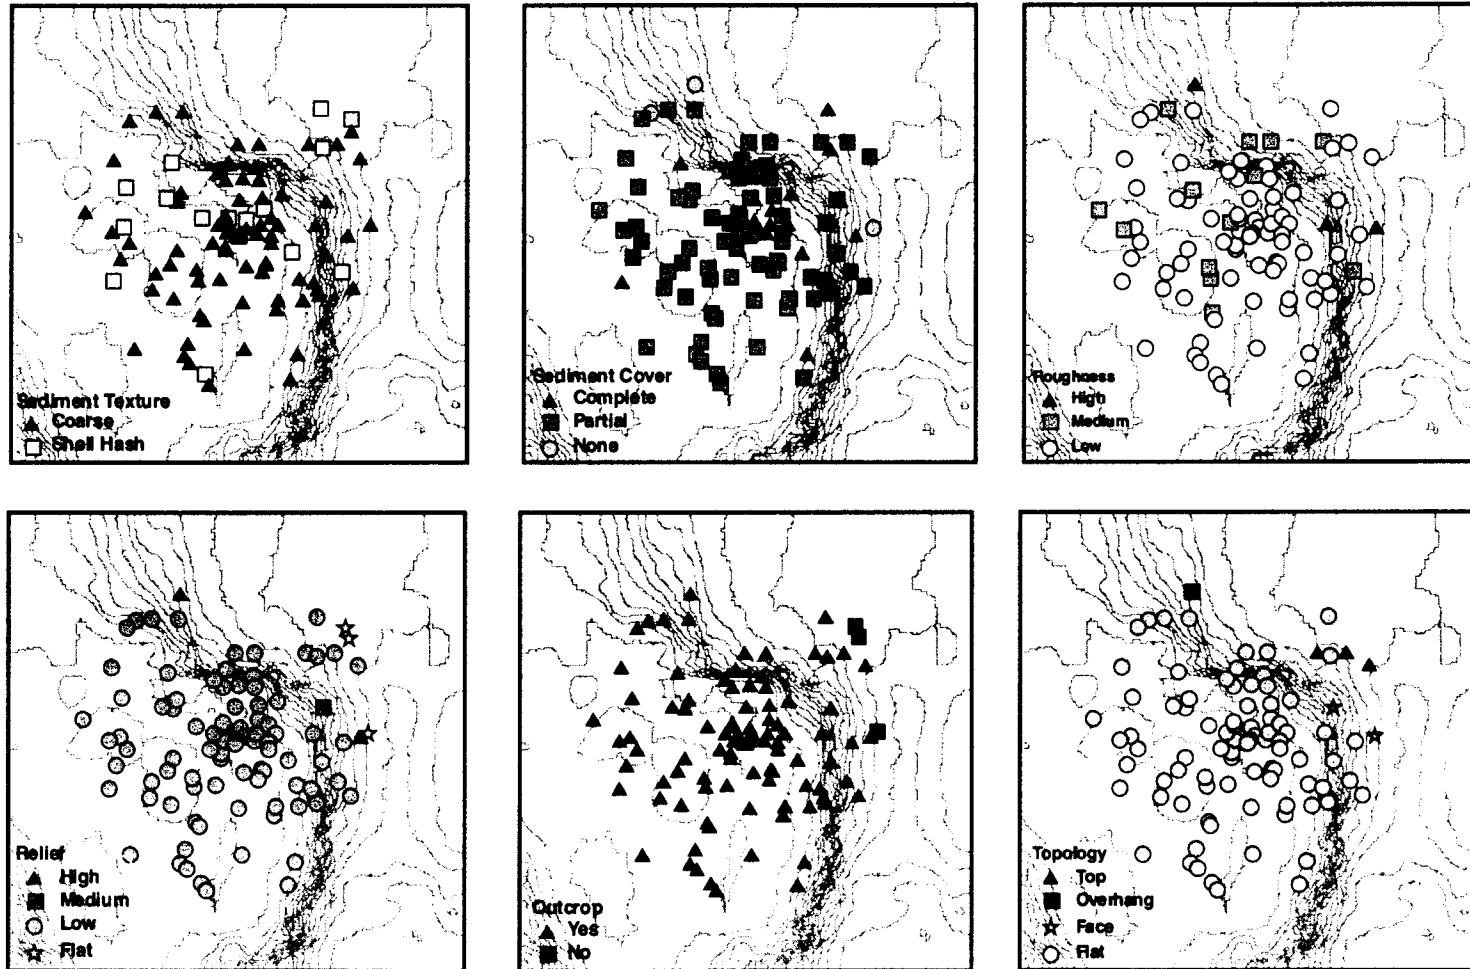 Sediment Texture
Coarse
Shell Hash
Sediment Cover
Complete
Partial
None
Roughness
High
Medium
Low
Relief
High
Medium
Low
Flat
Outcrop
Yes
No
Topology
Top
Overhang
Face
Flat